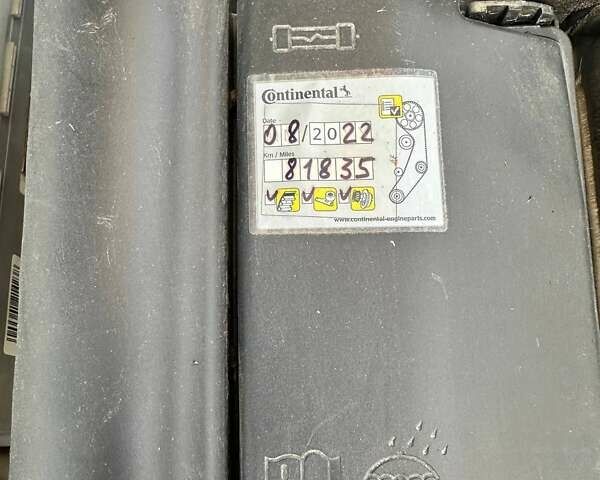 Continental
Date
08/2022
Km / Miles
81835
www.continental-engineparts.com